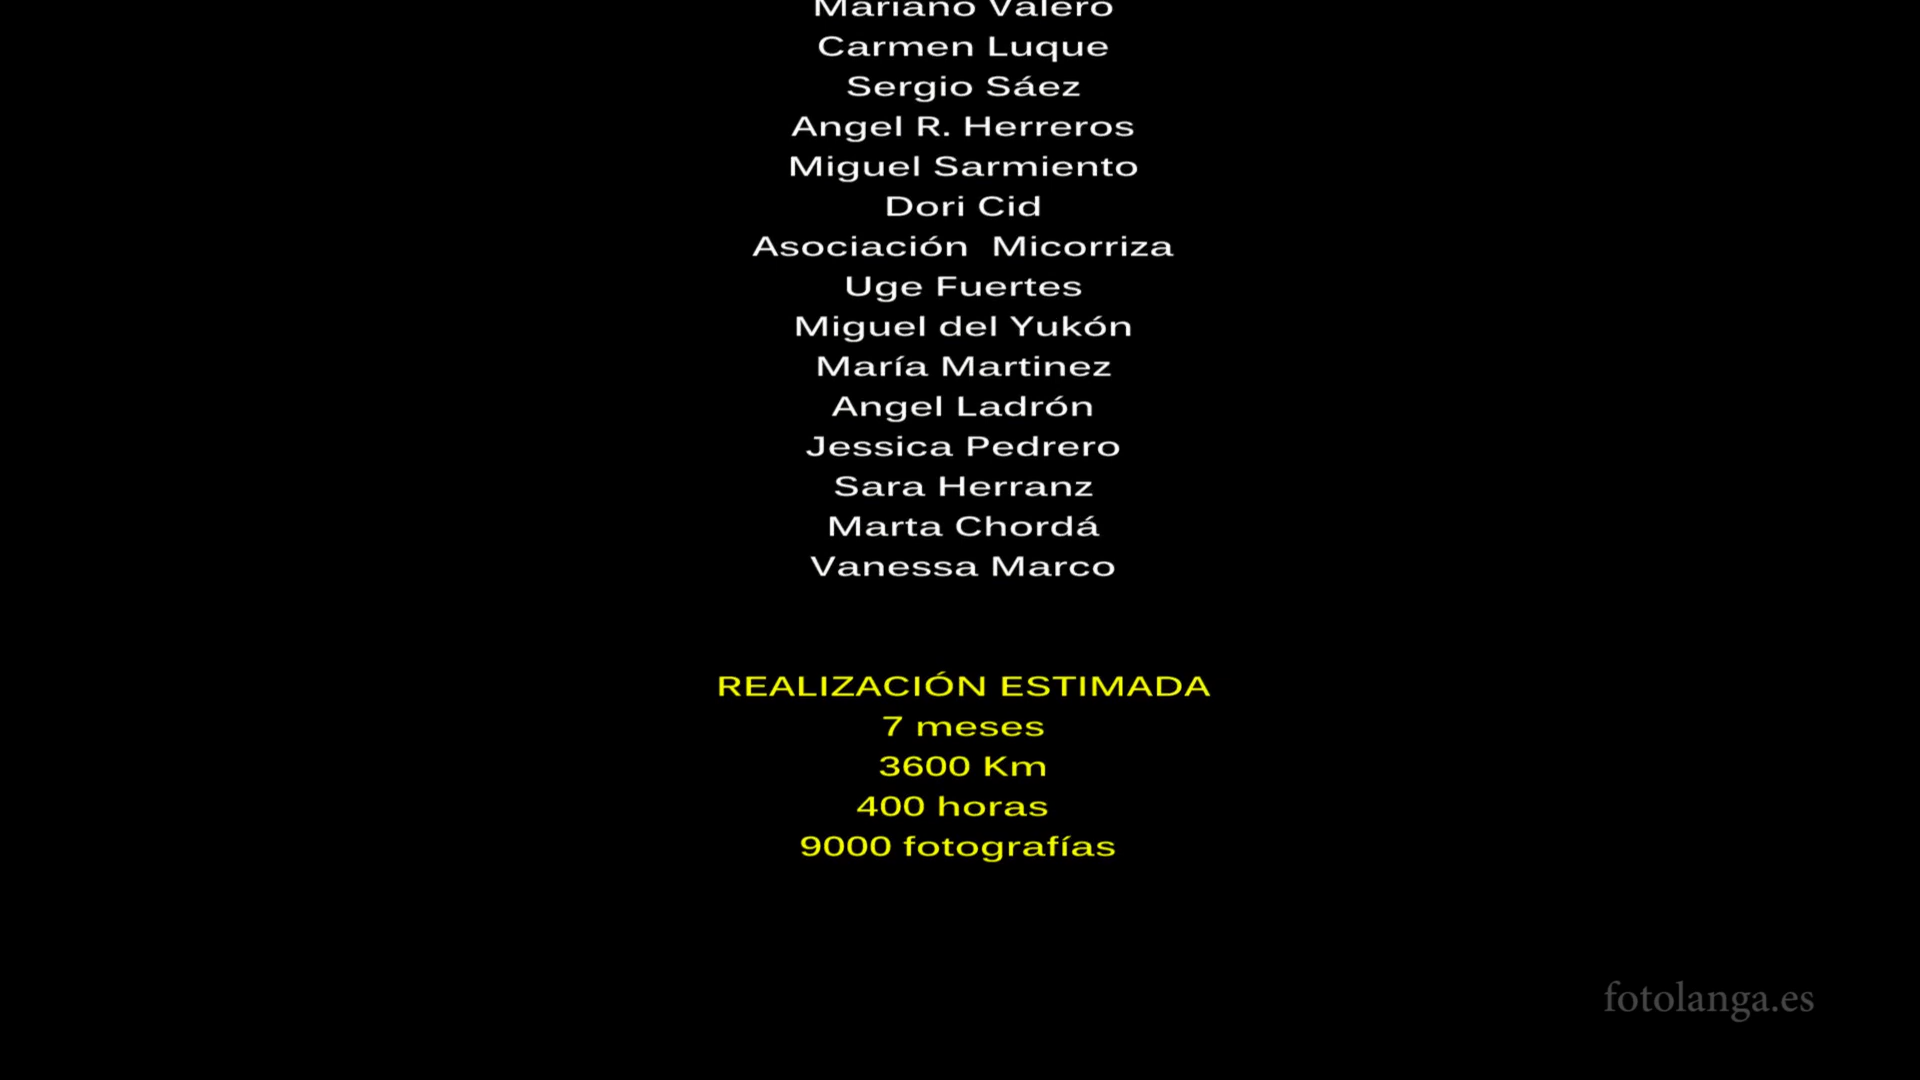 Mariano Valero
Carmen Luque
Sergio Sáez
Angel R. Herreros
Miguel Sarmiento
Dori Cid
Asociación  Micorriza
Uge Fuertes
Miguel del Yukón
María Martinez
Angel Ladrón
Jessica Pedrero
Sara Herranz
Marta Chordá
Vanessa Marco
REALIZACIÓN ESTIMADA
7 meses
3600 Km
400 horas
9000 fotografías
fotolanga.es